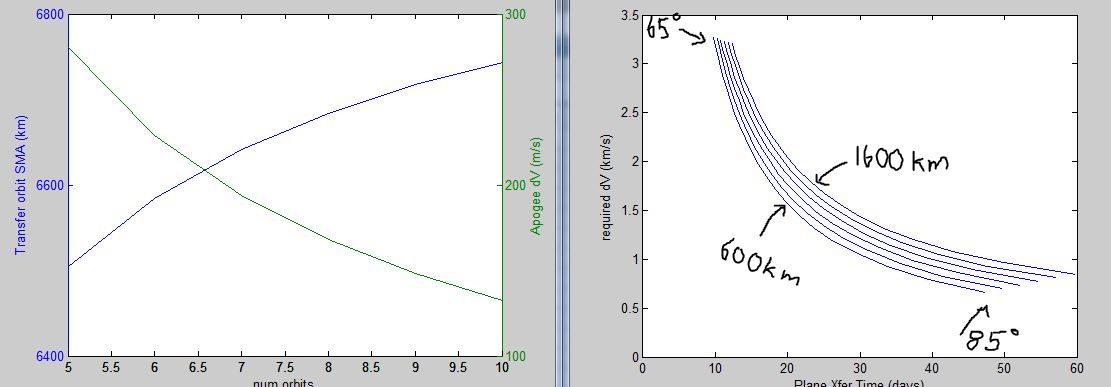 6800
6600
6400
Transfer orbit SMA (km)
5 5.5 6 6.5 7 7.5 8 8.5 9 9.5 10
num orbits
300
200
100
Apogee dV (m/s)
3.5
3
2.5
2
1.5
1
0.5
0
required dV (km/s)
65°
1600 km
600km
85°
0 10 20 30 40 50 60
Plane Xfer Time (days)